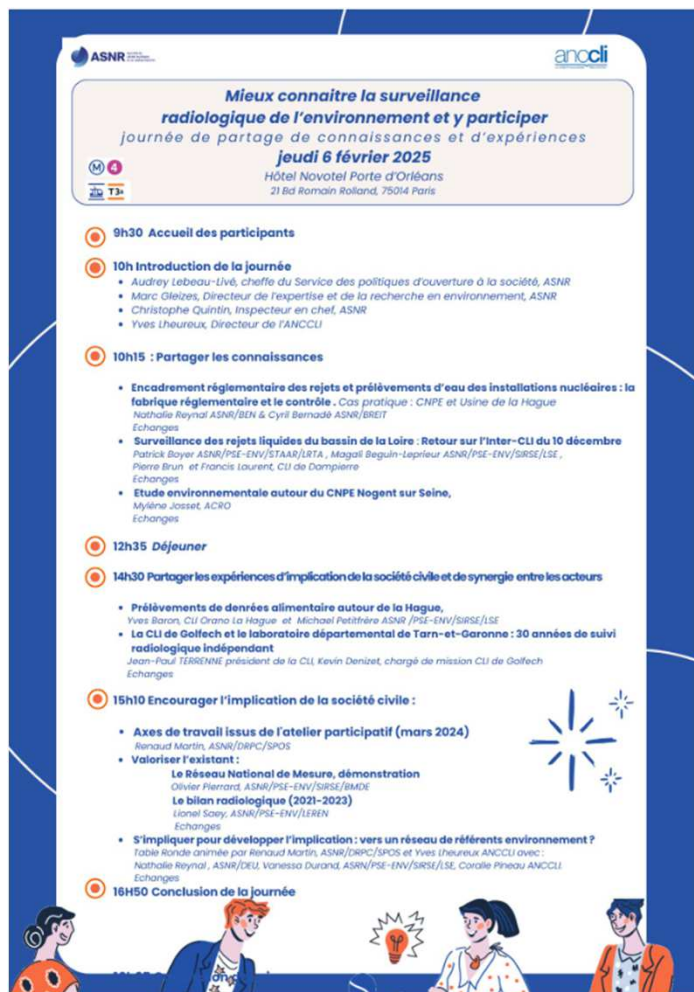 ASNR
anccli
Mieux connaitre la surveillance
radiologique de l'environnement et y participer
journée de partage de connaissances et d'expériences
jeudi 6 février 2025
Hôtel Novotel Porte d'Orléans
21 Bd Romain Rolland, 75014 Paris
M 4
T3a
9h30 Accueil des participants
10h Introduction de la journée
• Audrey Lebeau-Livé, cheffe du Service des politiques d'ouverture à la société, ASNR
• Marc Gleizes, Directeur de l'expertise et de la recherche en environnement, ASNR
• Christophe Quintin, Inspecteur en chef, ASNR
• Yves Lheureux, Directeur de l'ANCCLI
10h15 : Partager les connaissances
• Encadrement réglementaire des rejets et prélèvements d'eau des installations nucléaires : la
fabrique réglementaire et le contrôle . Cas pratique : CNPE et Usine de la Hague
Nathalie Reynal ASNR/BEN & Cyril Bernadé ASNR/BREIT
Echanges
• Surveillance des rejets liquides du bassin de la Loire : Retour sur l'Inter-CLI du 10 décembre
Patrick Boyer ASNR/PSE-ENV/STAAR/LRTA , Magali Beguin-Leprieur ASNR/PSE-ENV/SIRSE/LSE ,
Pierre Brun et Francis Laurent, CLI de Dampierre
Echanges
• Etude environnementale autour du CNPE Nogent sur Seine,
Mylène Josset, ACRO
Echanges
12h35 Déjeuner
14h30 Partager les expériences d'implication de la société civile et de synergie entre les acteurs
• Prélèvements de denrées alimentaire autour de la Hague,
Yves Baron, CLI Orano La Hague et Michael Petitfrère ASNR /PSE-ENV/SIRSE/LSE
• La CLI de Golfech et le laboratoire départemental de Tarn-et-Garonne : 30 années de suivi
radiologique indépendant
Jean-Paul TERRENNE président de la CLI, Kevin Denizet, chargé de mission CLI de Golfech
Echanges
15h10 Encourager l'implication de la société civile :
• Axes de travail issus de l'atelier participatif (mars 2024)
Renaud Martin, ASNR/DRPC/SPOS
• Valoriser l'existant :
Le Réseau National de Mesure, démonstration
Olivier Pierrard, ASNR/PSE-ENV/SIRSE/BMDE
Le bilan radiologique (2021-2023)
Lionel Saey, ASNR/PSE-ENV/LEREN
Echanges
• S'impliquer pour développer l'implication : vers un réseau de référents environnement ?
Table Ronde animée par Renaud Martin, ASNR/DRPC/SPOS et Yves Lheureux ANCCLI avec :
Nathalie Reynal , ASNR/DEU, Vanessa Durand, ASRN/PSE-ENV/SIRSE/LSE, Coralie Pineau ANCCLI.
Echanges
16H50 Conclusion de la journée